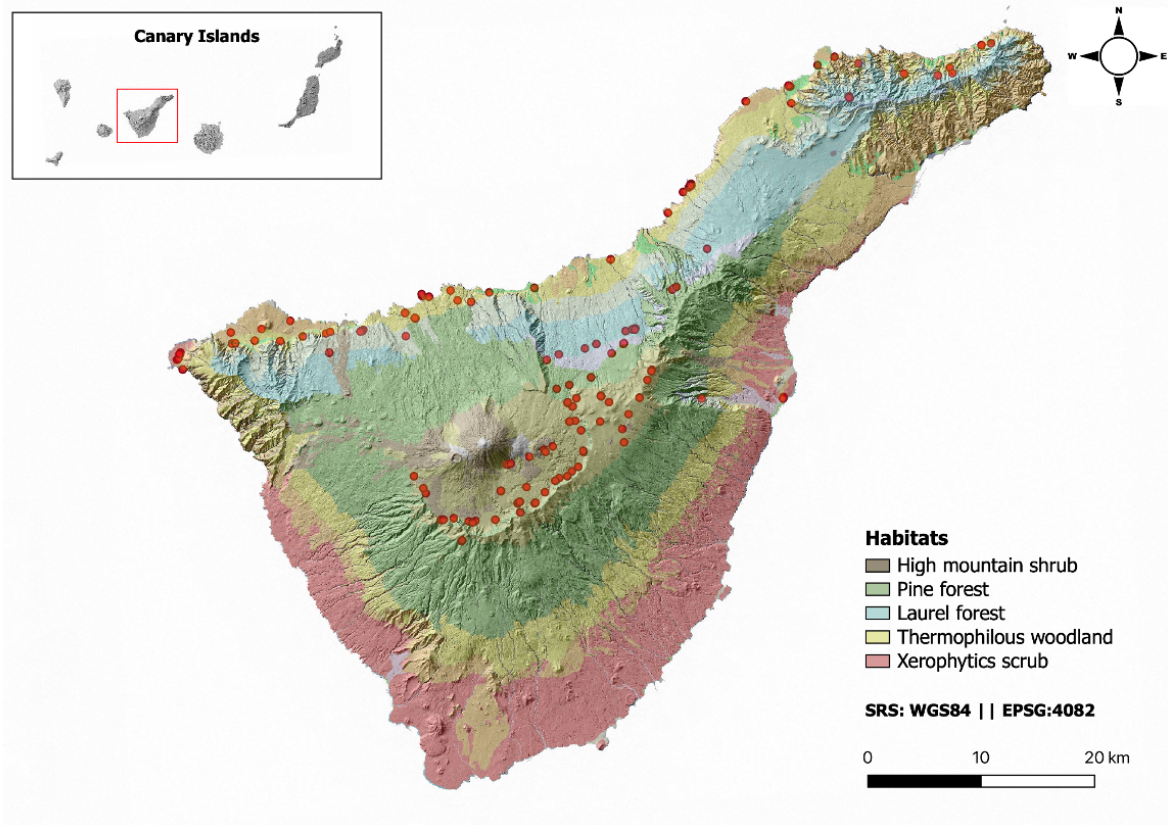 Canary Islands
N
W
E
S
Habitats
High mountain shrub
Pine forest
Laurel forest
Thermophilous woodland
Xerophytics scrub
SRS: WGS84 || EPSG:4082
0 10 20 km